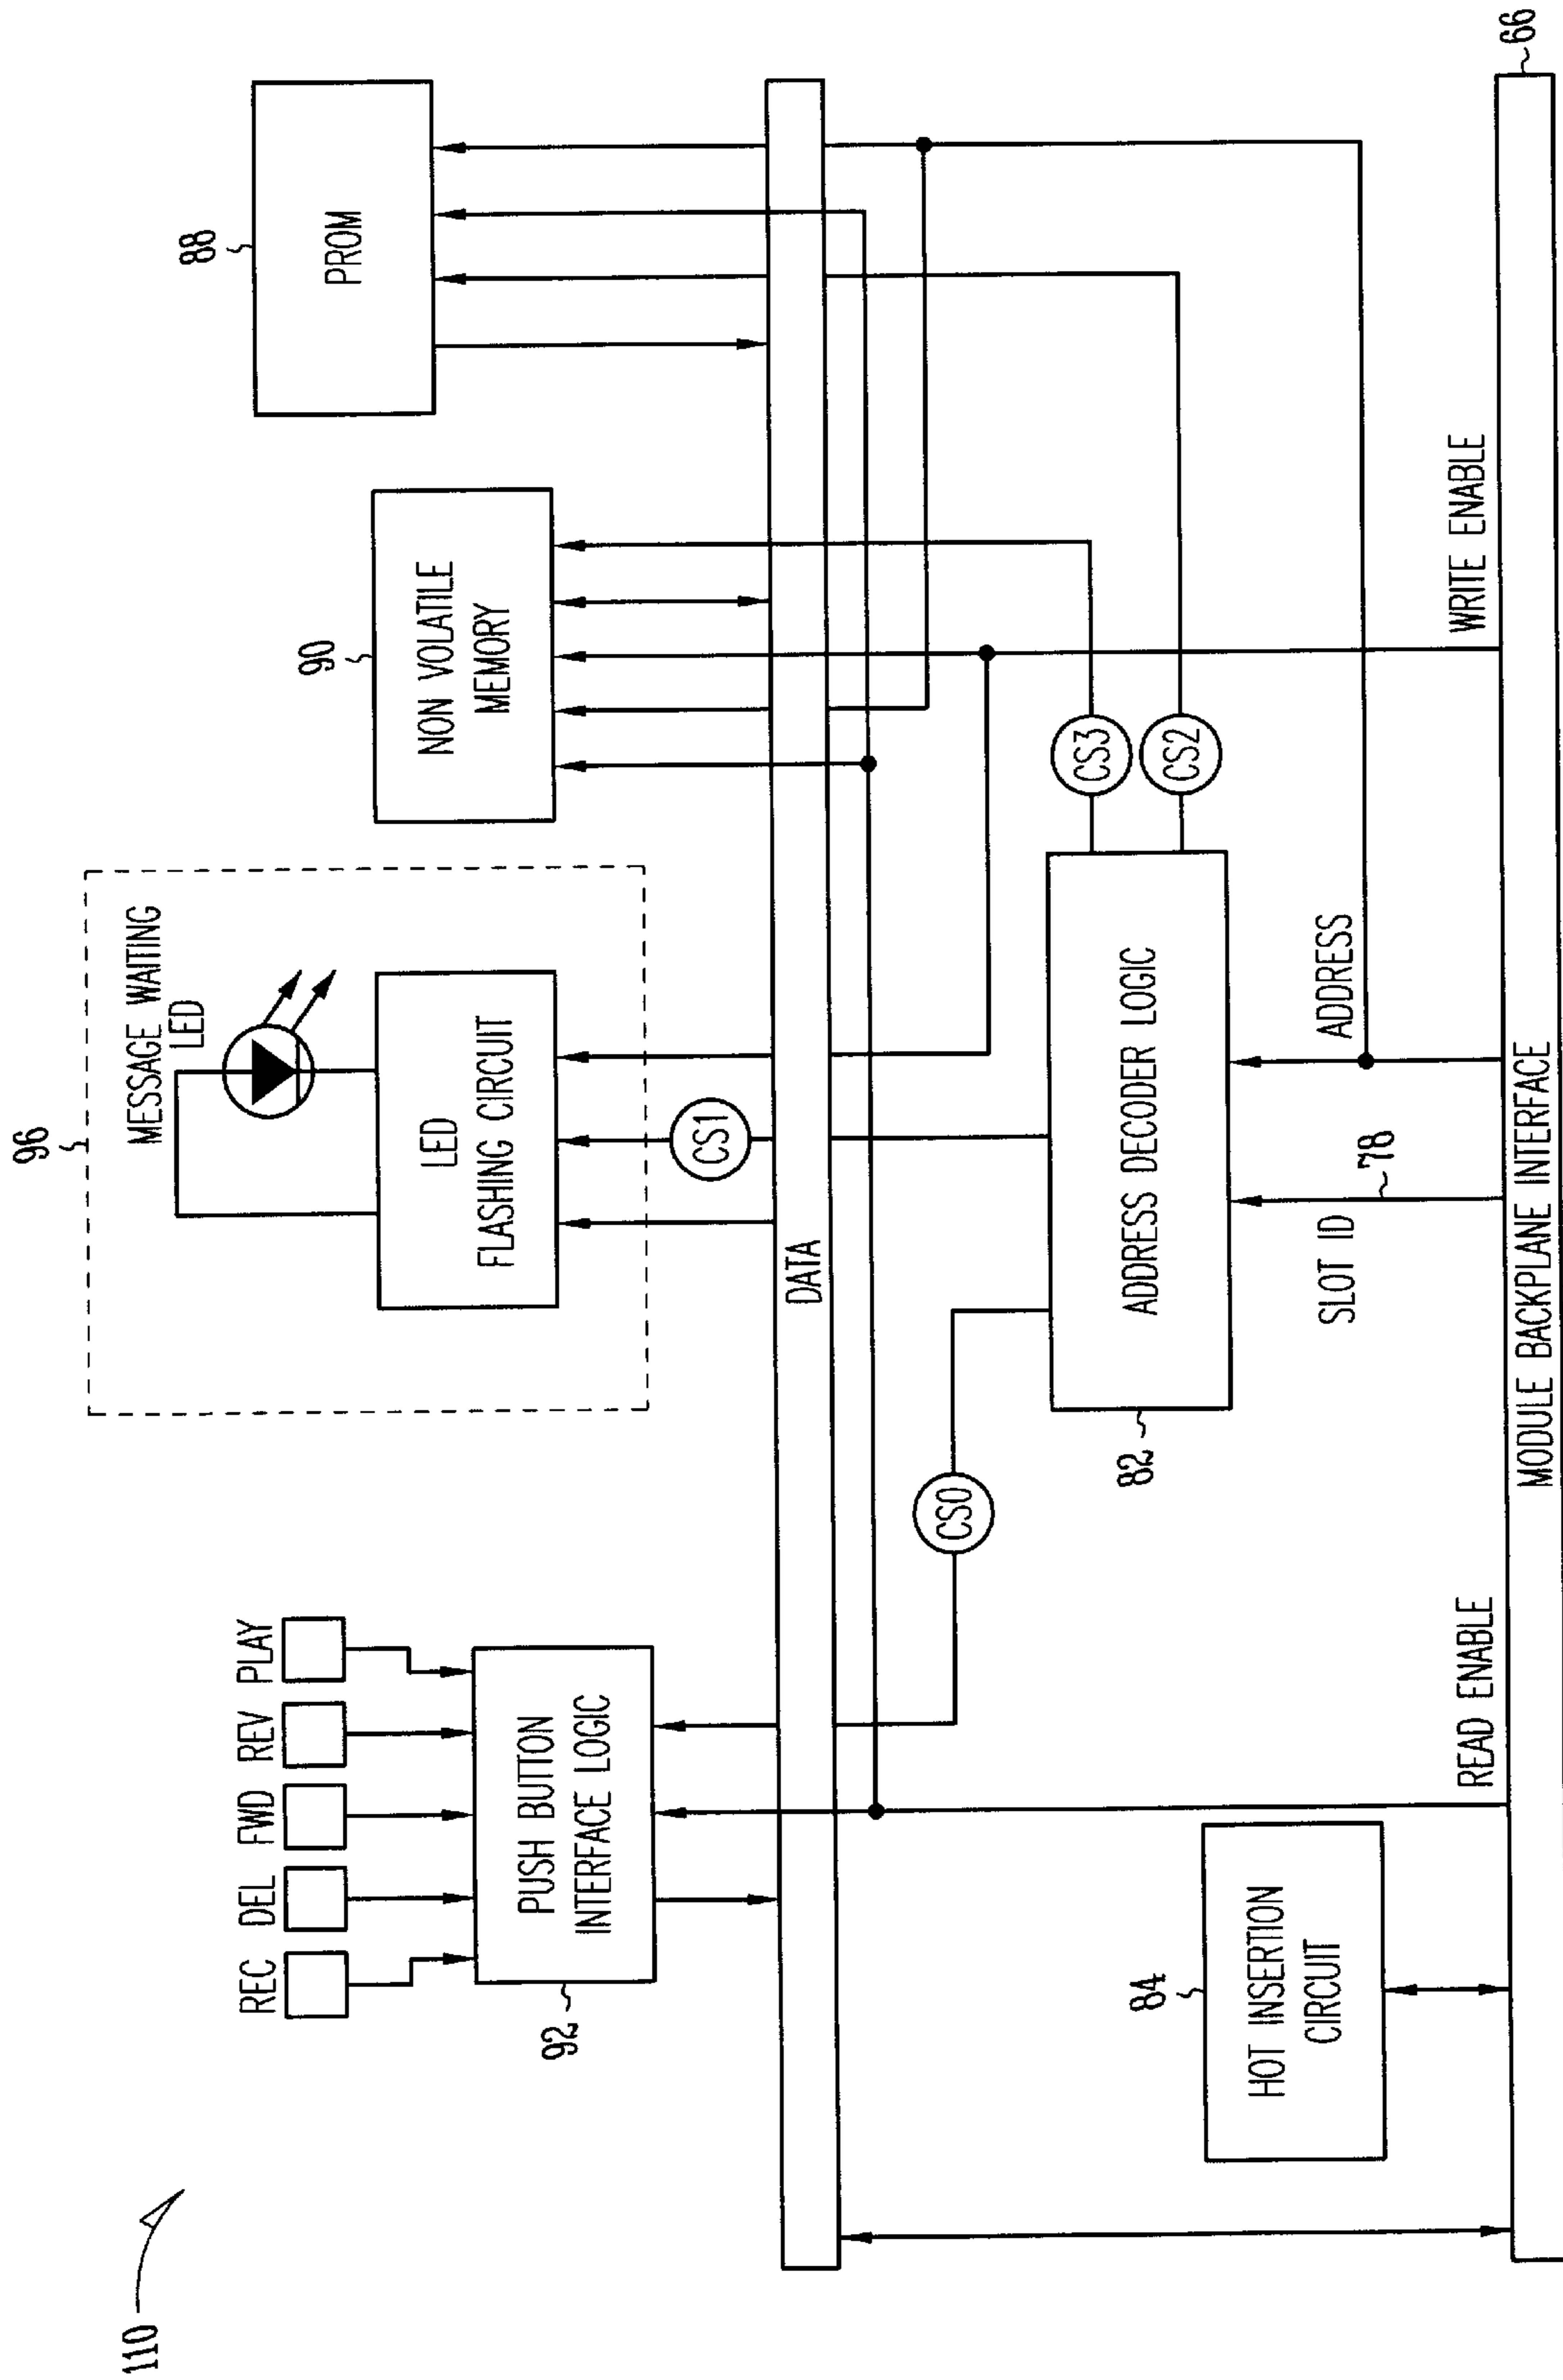 110
REC
DEL
FWD
REV
PLAY
92
PUSH BUTTON
INTERFACE LOGIC
96
MESSAGE WAITING
LED
LED
FLASHING CIRCUIT
CS1
90
NON VOLATILE
MEMORY
88
PROM
DATA
CS0
82
ADDRESS DECODER LOGIC
CS3
CS2
84
HOT INSERTION
CIRCUIT
READ ENABLE
SLOT ID
78
ADDRESS
WRITE ENABLE
MODULE BACKPLANE INTERFACE
66